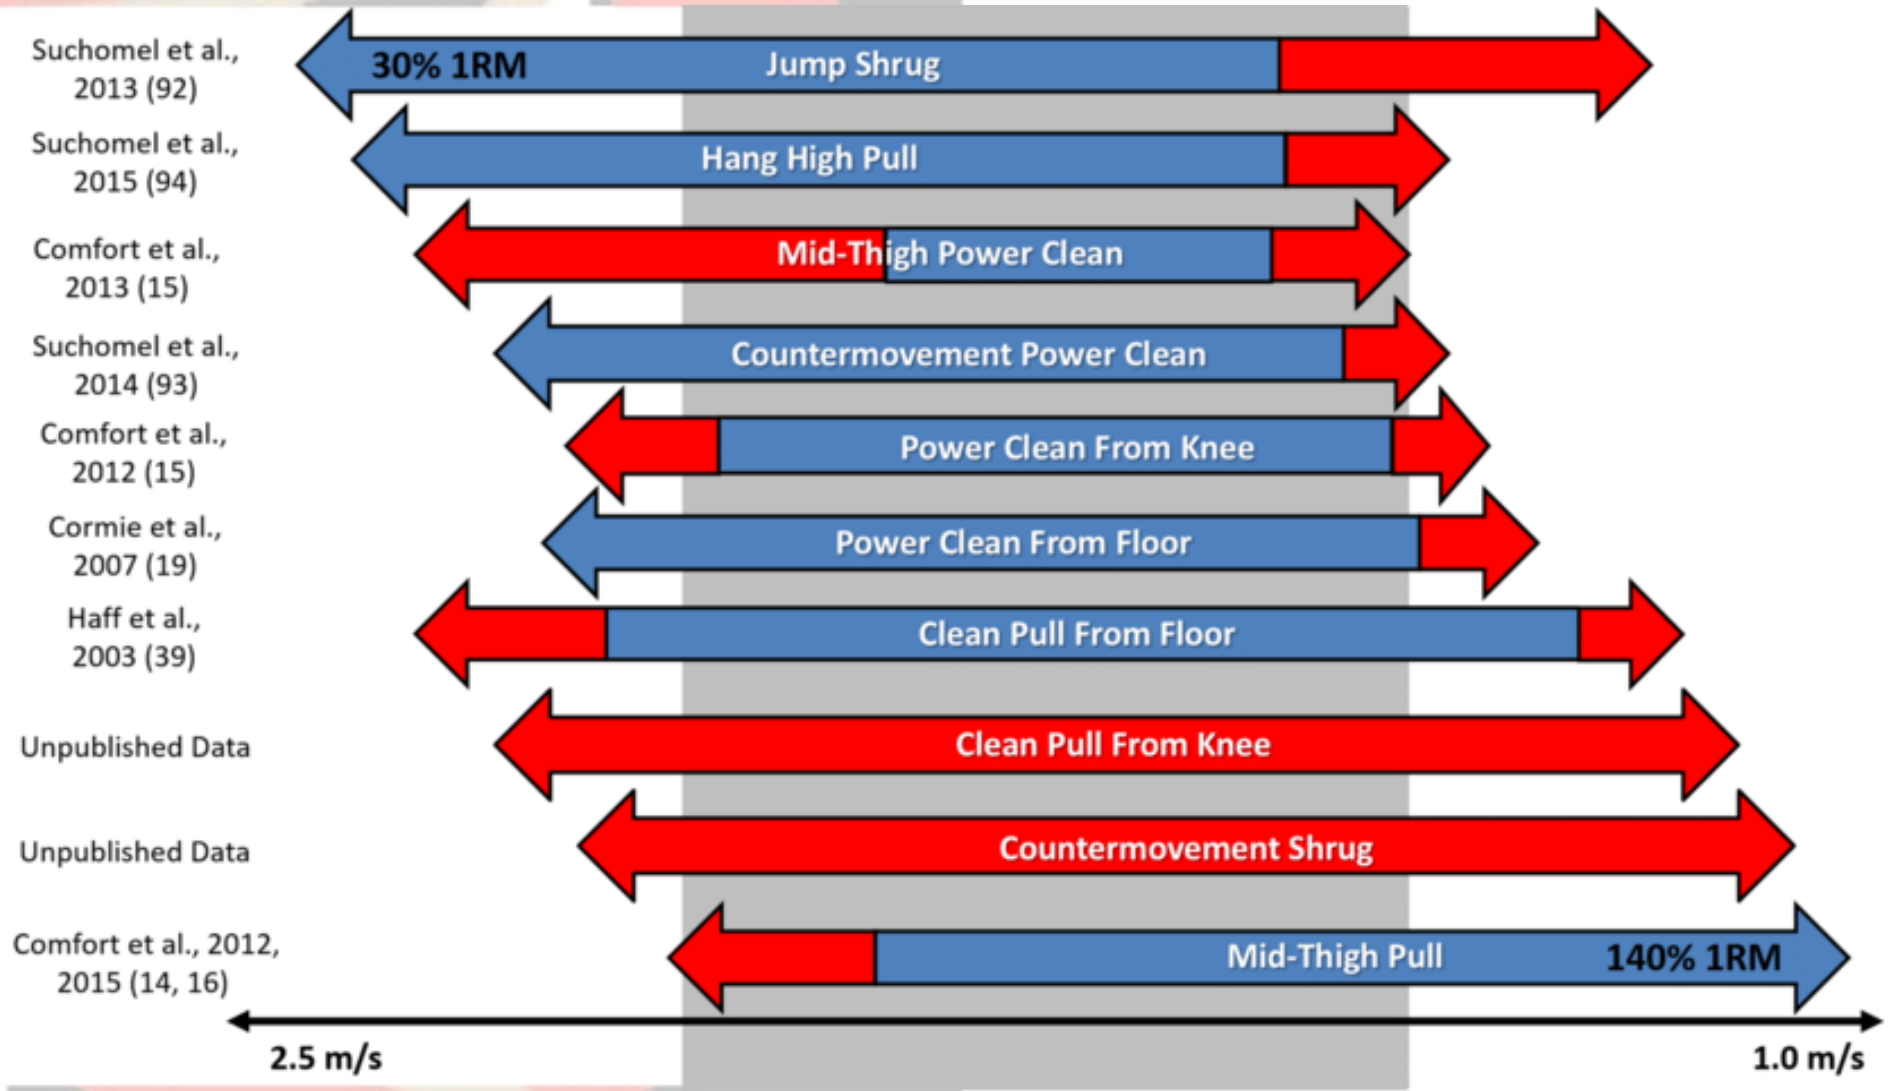 Suchomel et al.,
2013 (92)
30% 1RM
Jump Shrug
Suchomel et al.,
2015 (94)
Hang High Pull
Comfort et al.,
2013 (15)
Mid-Thigh Power Clean
Suchomel et al.,
2014 (93)
Countermovement Power Clean
Comfort et al.,
2012 (15)
Power Clean From Knee
Cormie et al.,
2007 (19)
Power Clean From Floor
Haff et al.,
2003 (39)
Clean Pull From Floor
Unpublished Data
Clean Pull From Knee
Unpublished Data
Countermovement Shrug
Comfort et al., 2012,
2015 (14, 16)
Mid-Thigh Pull
140% 1RM
2.5 m/s
1.0 m/s